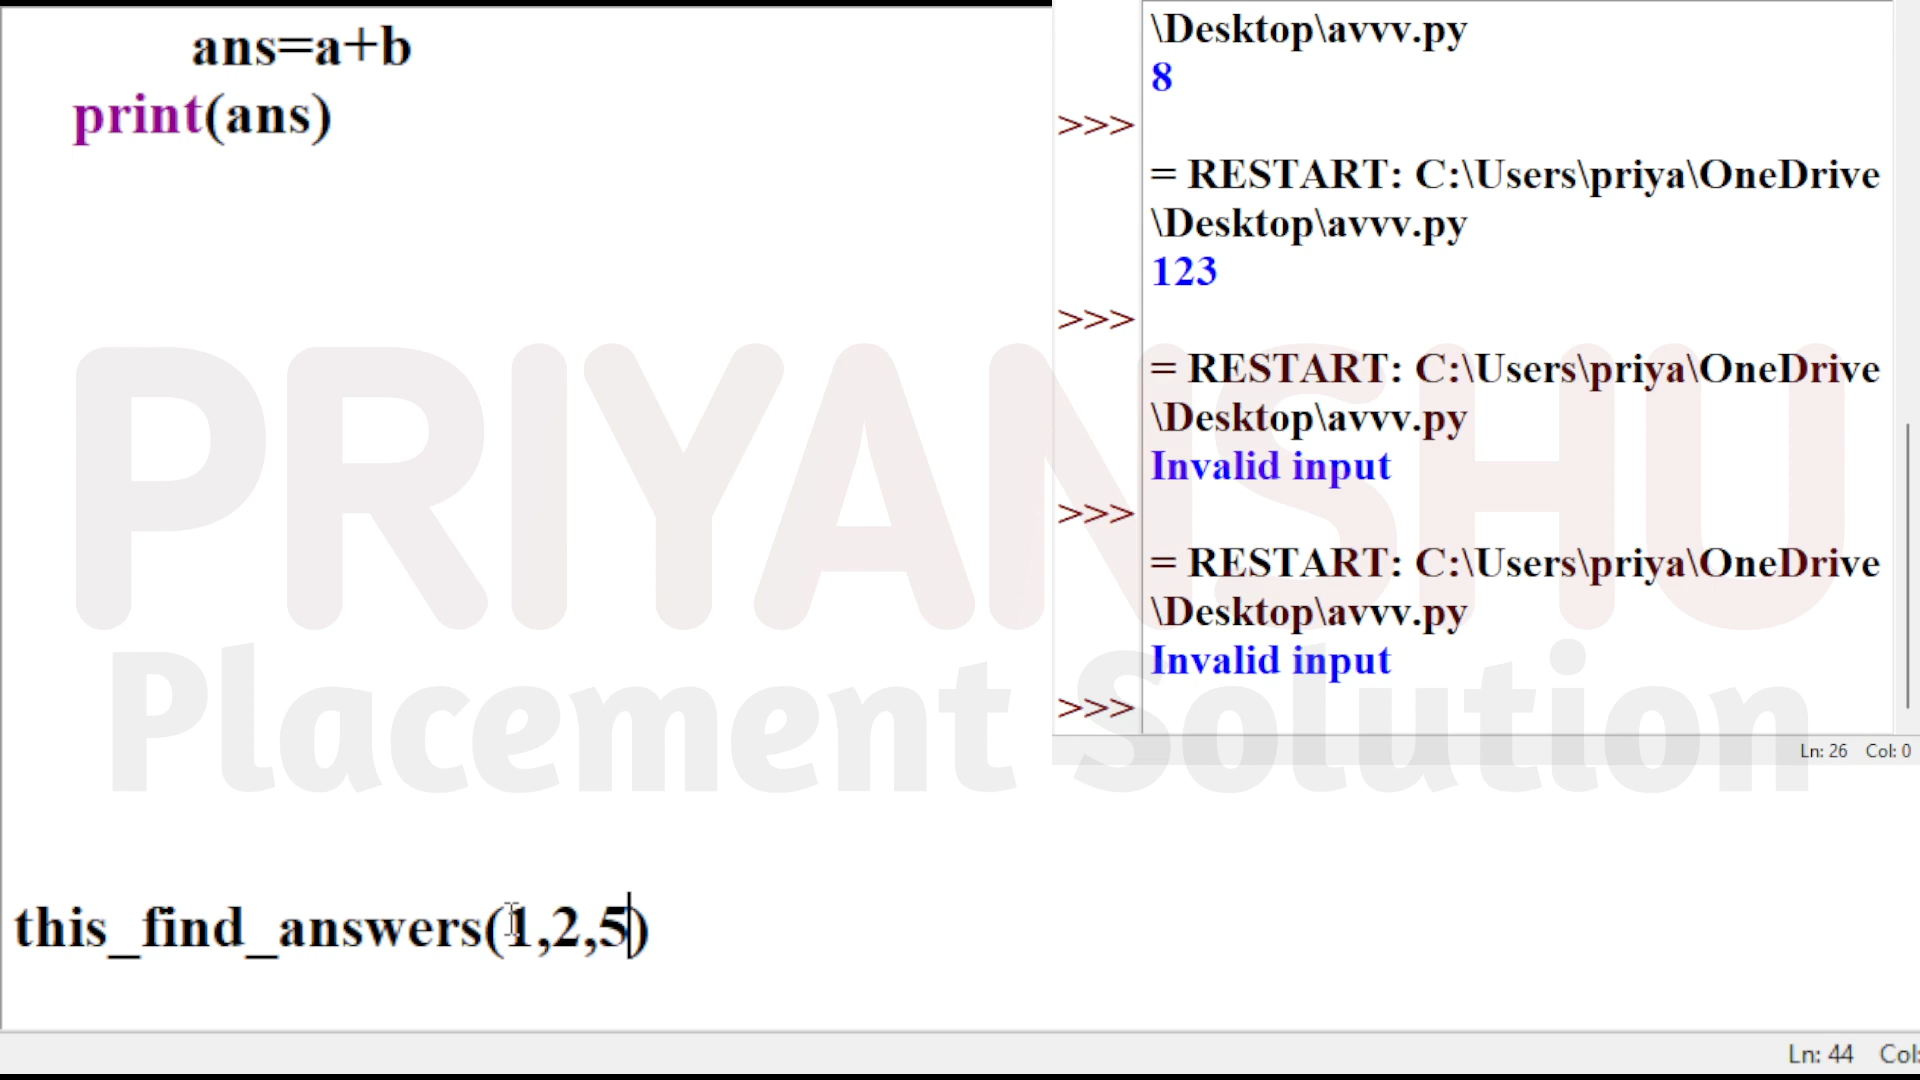 ans=a+b
print(ans)
this_find_answers(1,2,5)
\Desktop\avvv.py
8
>>>
= RESTART: C:\Users\priya\OneDrive
\Desktop\avvv.py
123
>>>
= RESTART: C:\Users\priya\OneDrive
\Desktop\avvv.py
Invalid input
>>>
= RESTART: C:\Users\priya\OneDrive
\Desktop\avvv.py
Invalid input
>>>
Ln: 26 Col: 0
PRIYANSHU
Placement Solution
Ln: 44 Col: